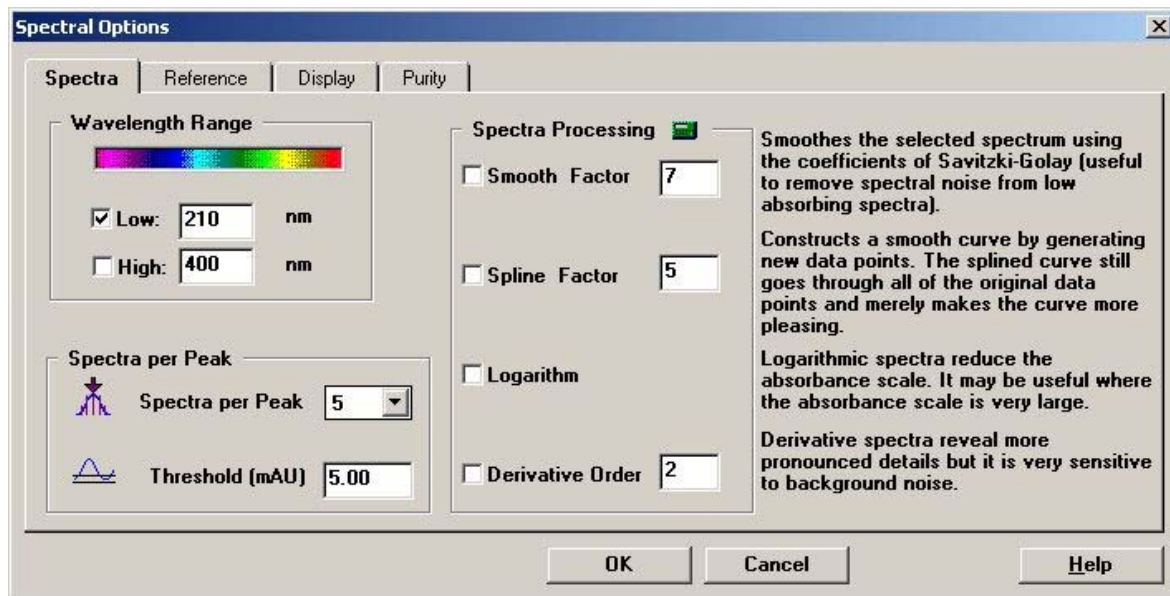 Spectral Options
Spectra
Reference
Display
Purity
Wavelength Range
Low: 210 nm
High: 400 nm
Spectra per Peak
Spectra per Peak 5
Threshold (mAU) 5.00
Spectra Processing
Smooth Factor 7
Spline Factor 5
Logarithm
Derivative Order 2
Smoothes the selected spectrum using
the coefficients of Savitzki-Golay (useful
to remove spectral noise from low
absorbing spectra).
Constructs a smooth curve by generating
new data points. The splined curve still
goes through all of the original data
points and merely makes the curve more
pleasing.
Logarithmic spectra reduce the
absorbance scale. It may be useful where
the absorbance scale is very large.
Derivative spectra reveal more
pronounced details but it is very sensitive
to background noise.
OK
Cancel
Help